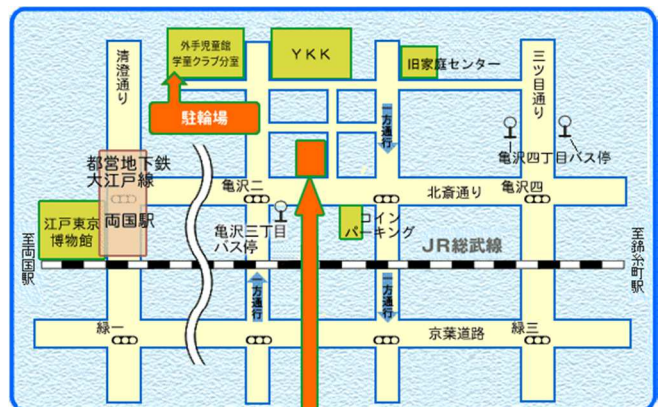 清澄通り
外手児童館
学童クラブ分室
YKK
旧家庭センター
三ツ目通り
駐輪場
一方通行
亀沢四丁目バス停
都営地下鉄
大江戸線
両国駅
亀沢二
北斎通り
亀沢四
江戸東京
博物館
亀沢三丁目
バス停
コイン
パーキング
JR総武線
至両国駅
至錦糸町駅
一方通行
一方通行
緑一
京葉道路
緑三